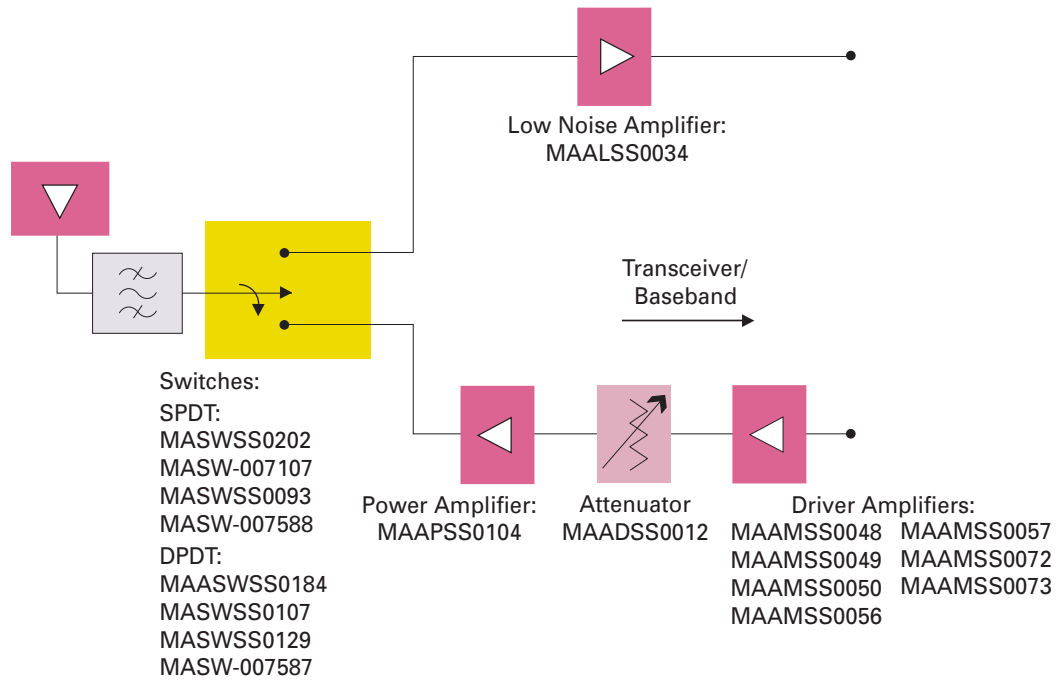 Low Noise Amplifier:
MAALSS0034
Transceiver/
Baseband
Switches:
SPDT:
MASWSS0202
MASW-007107
MASWSS0093
MASW-007588
DPDT:
MAASWSS0184
MASWSS0107
MASWSS0129
MASW-007587
Power Amplifier:
MAAPSS0104
Attenuator
MAADSS0012
Driver Amplifiers:
MAAMSS0048 MAAMSS0057
MAAMSS0049 MAAMSS0072
MAAMSS0050 MAAMSS0073
MAAMSS0056